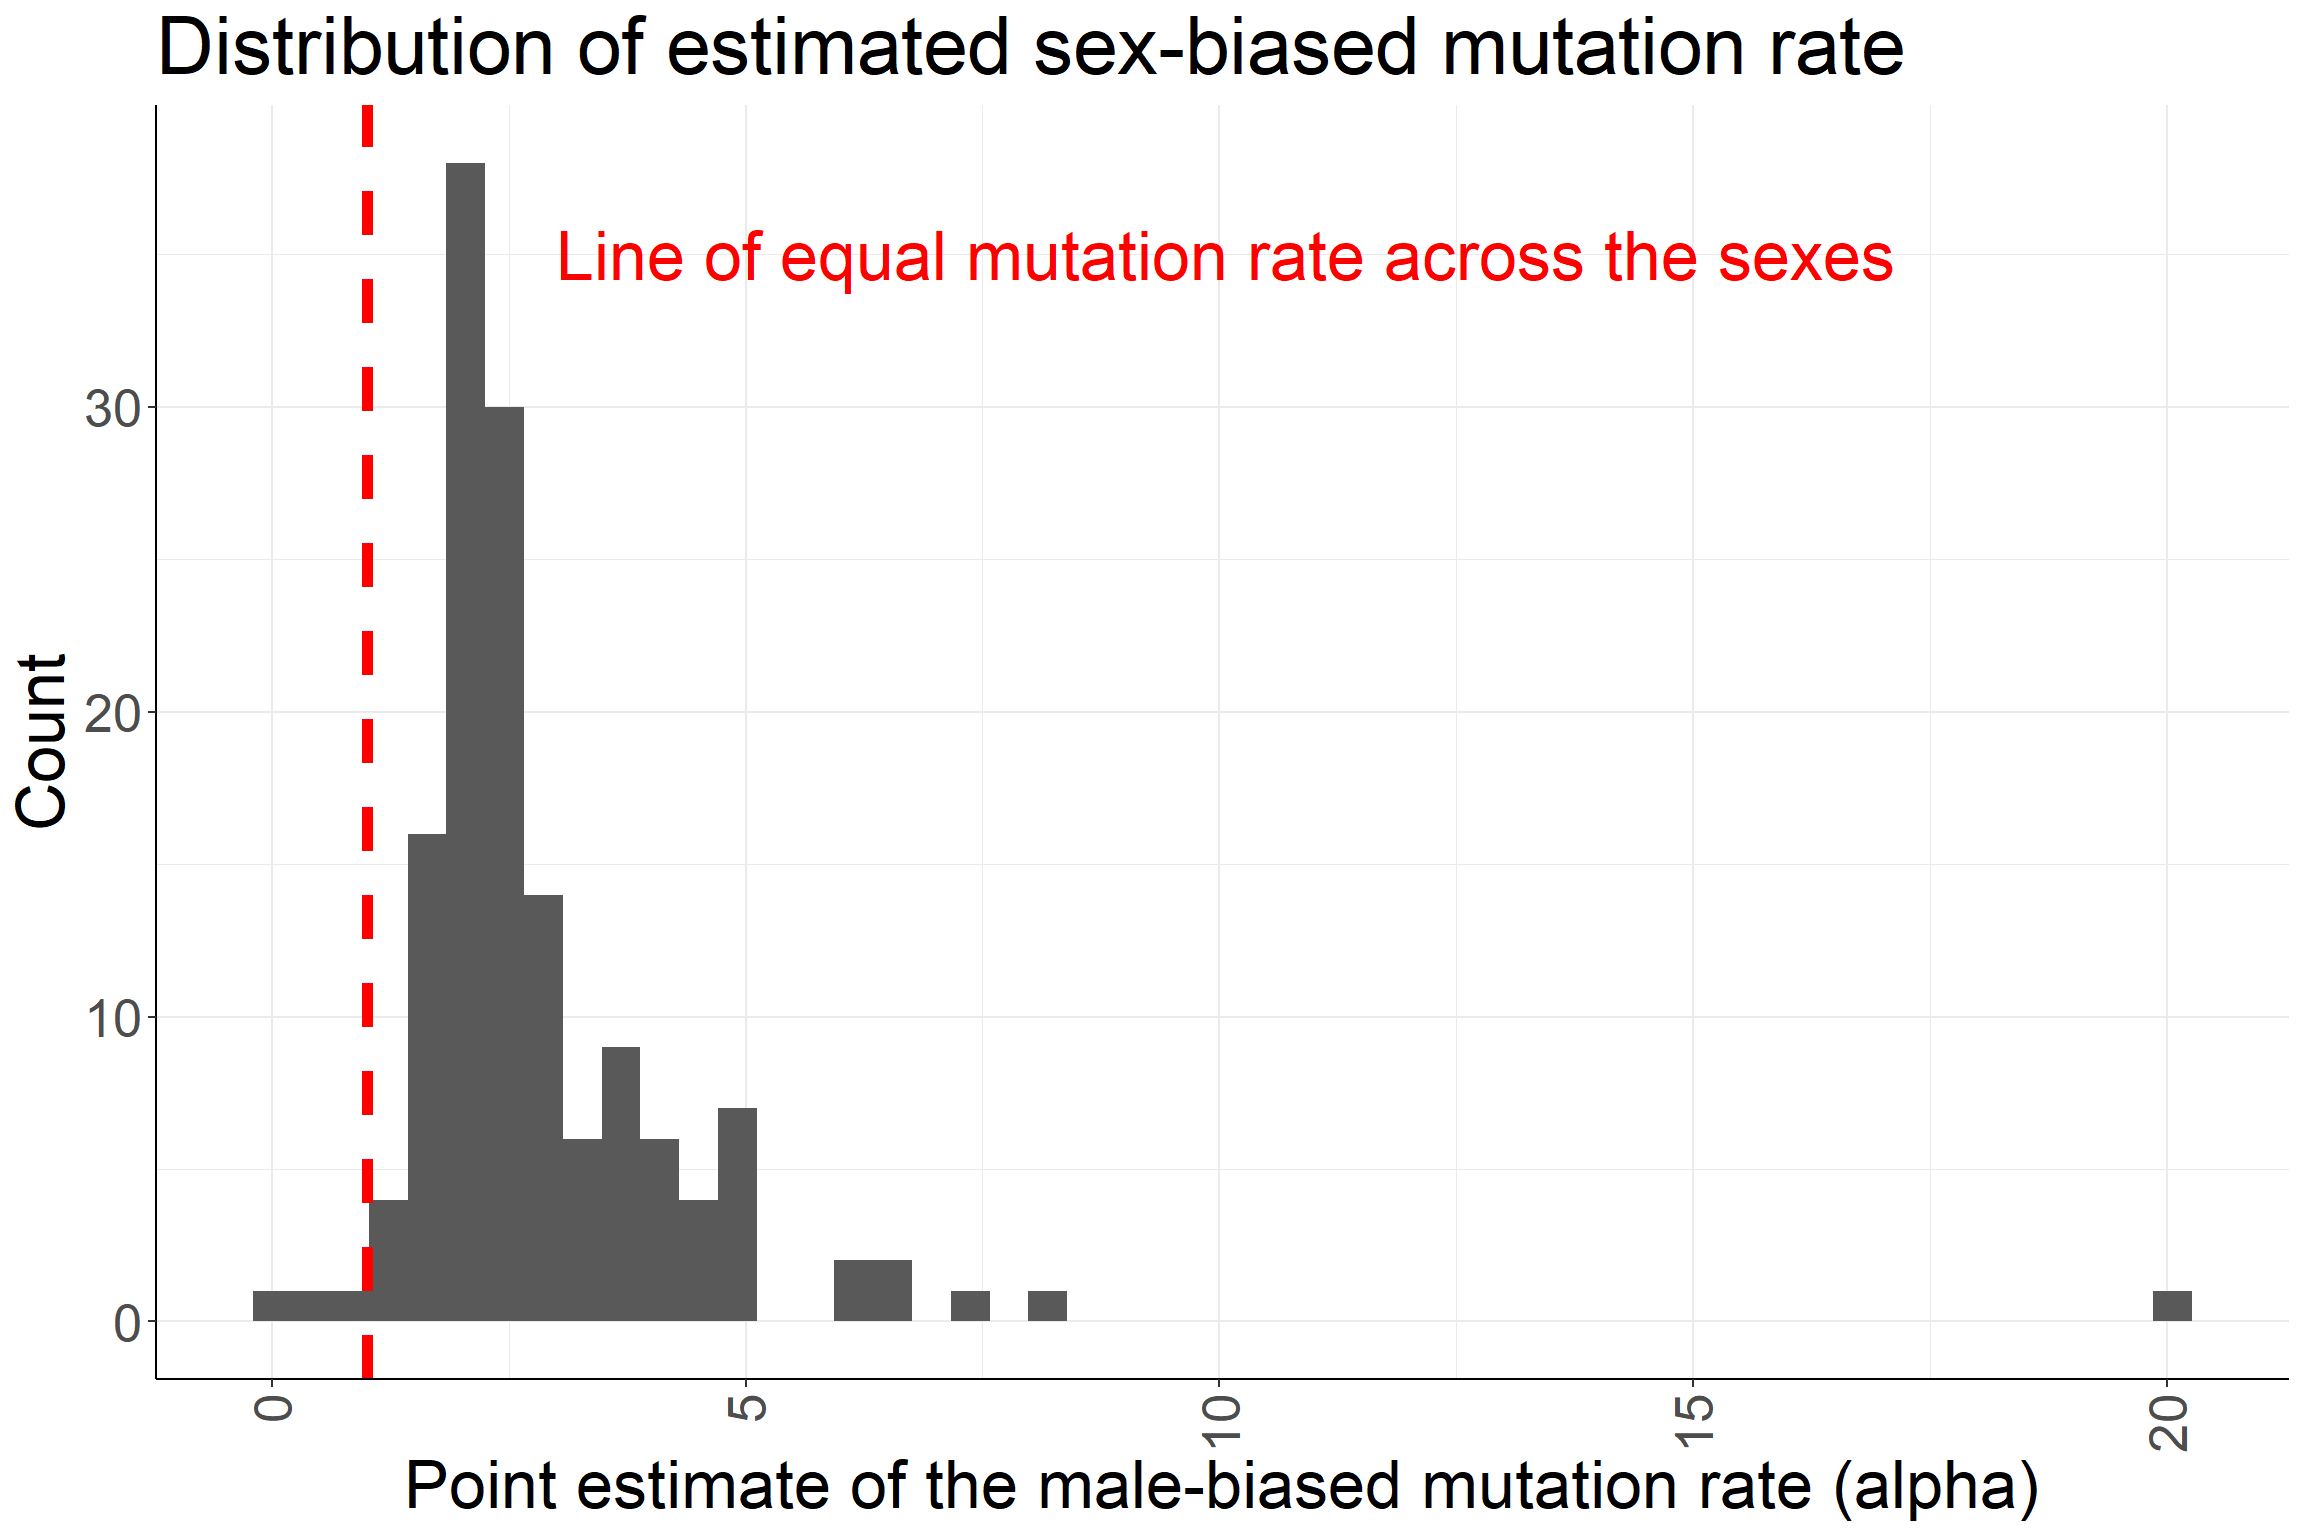 Distribution of estimated sex-biased mutation rate
Line of equal mutation rate across the sexes
Count
30
20
10
0
0
5
10
15
20
Point estimate of the male-biased mutation rate (alpha)